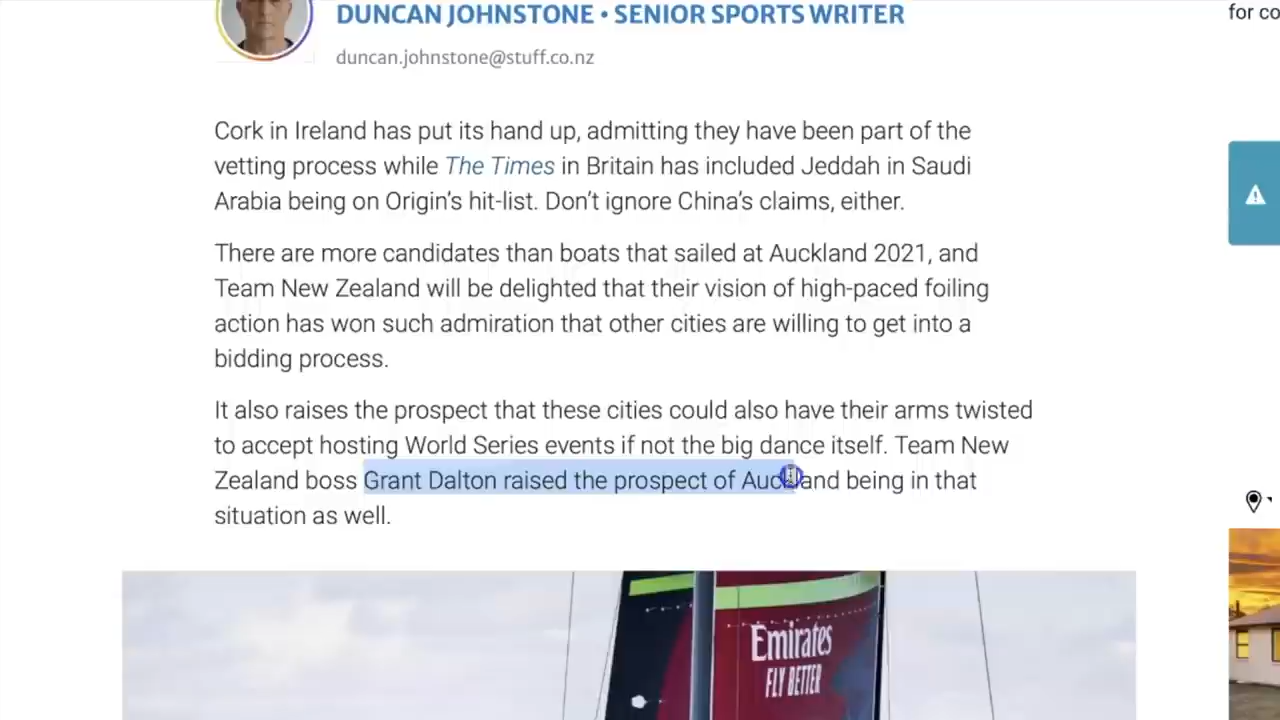 DUNCAN JOHNSTONE • SENIOR SPORTS WRITER
for co
duncan.johnstone@stuff.co.nz
Cork in Ireland has put its hand up, admitting they have been part of the
vetting process while The Times in Britain has included Jeddah in Saudi
Arabia being on Origin’s hit-list. Don’t ignore China’s claims, either.
There are more candidates than boats that sailed at Auckland 2021, and
Team New Zealand will be delighted that their vision of high-paced foiling
action has won such admiration that other cities are willing to get into a
bidding process.
It also raises the prospect that these cities could also have their arms twisted
to accept hosting World Series events if not the big dance itself. Team New
Zealand boss Grant Dalton raised the prospect of Auckland being in that
situation as well.
Emirates
FLY BETTER